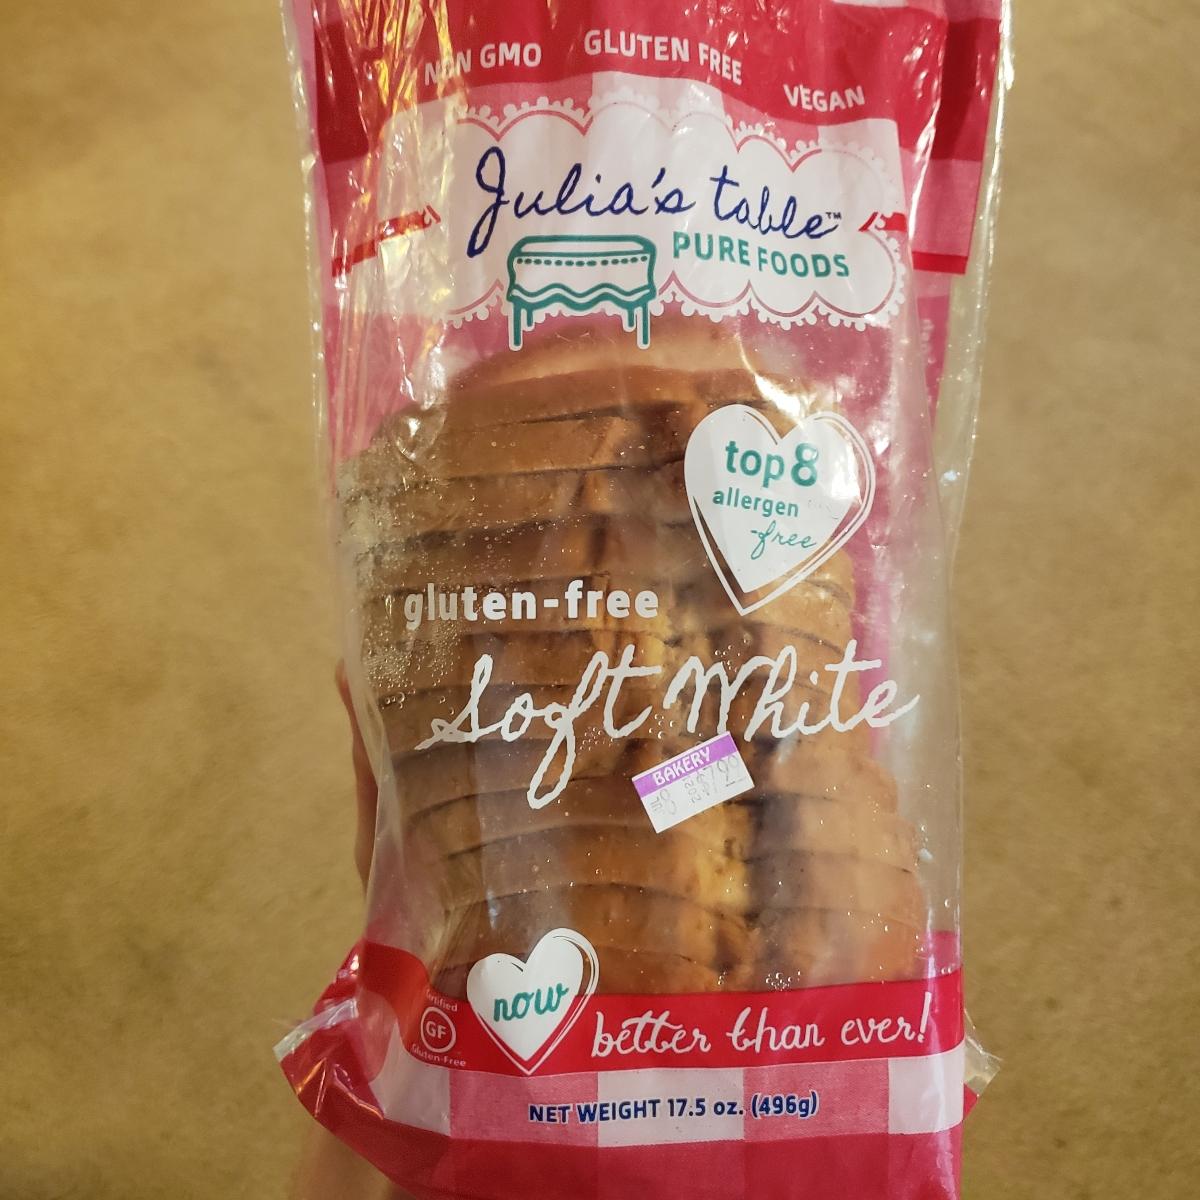 NON GMO GLUTEN FREE VEGAN
Julia's table™
PURE FOODS
top 8
allergen
-free
gluten-free
Soft White
BAKERY
now
better than ever!
Certified
GF
Gluten-Free
NET WEIGHT 17.5 oz. (496g)